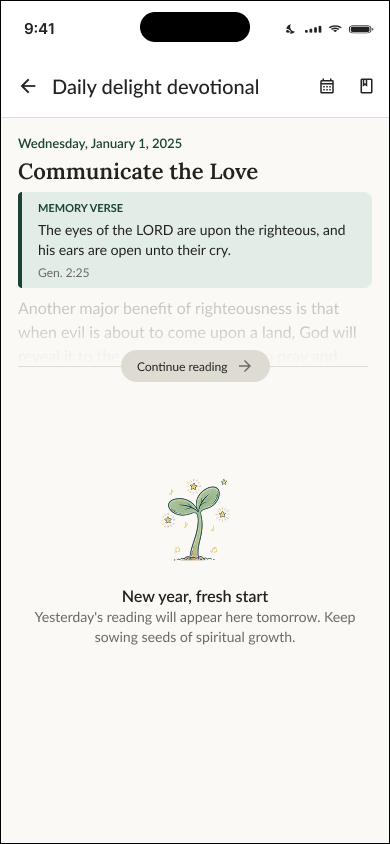 9:41
Daily delight devotional
Wednesday, January 1, 2025
Communicate the Love
MEMORY VERSE
The eyes of the LORD are upon the righteous, and
his ears are open unto their cry.
Gen. 2:25
Another major benefit of righteousness is that
when evil is about to come upon a land, God will
reveal it to the pray and
Continue reading
New year, fresh start
Yesterday's reading will appear here tomorrow. Keep
sowing seeds of spiritual growth.